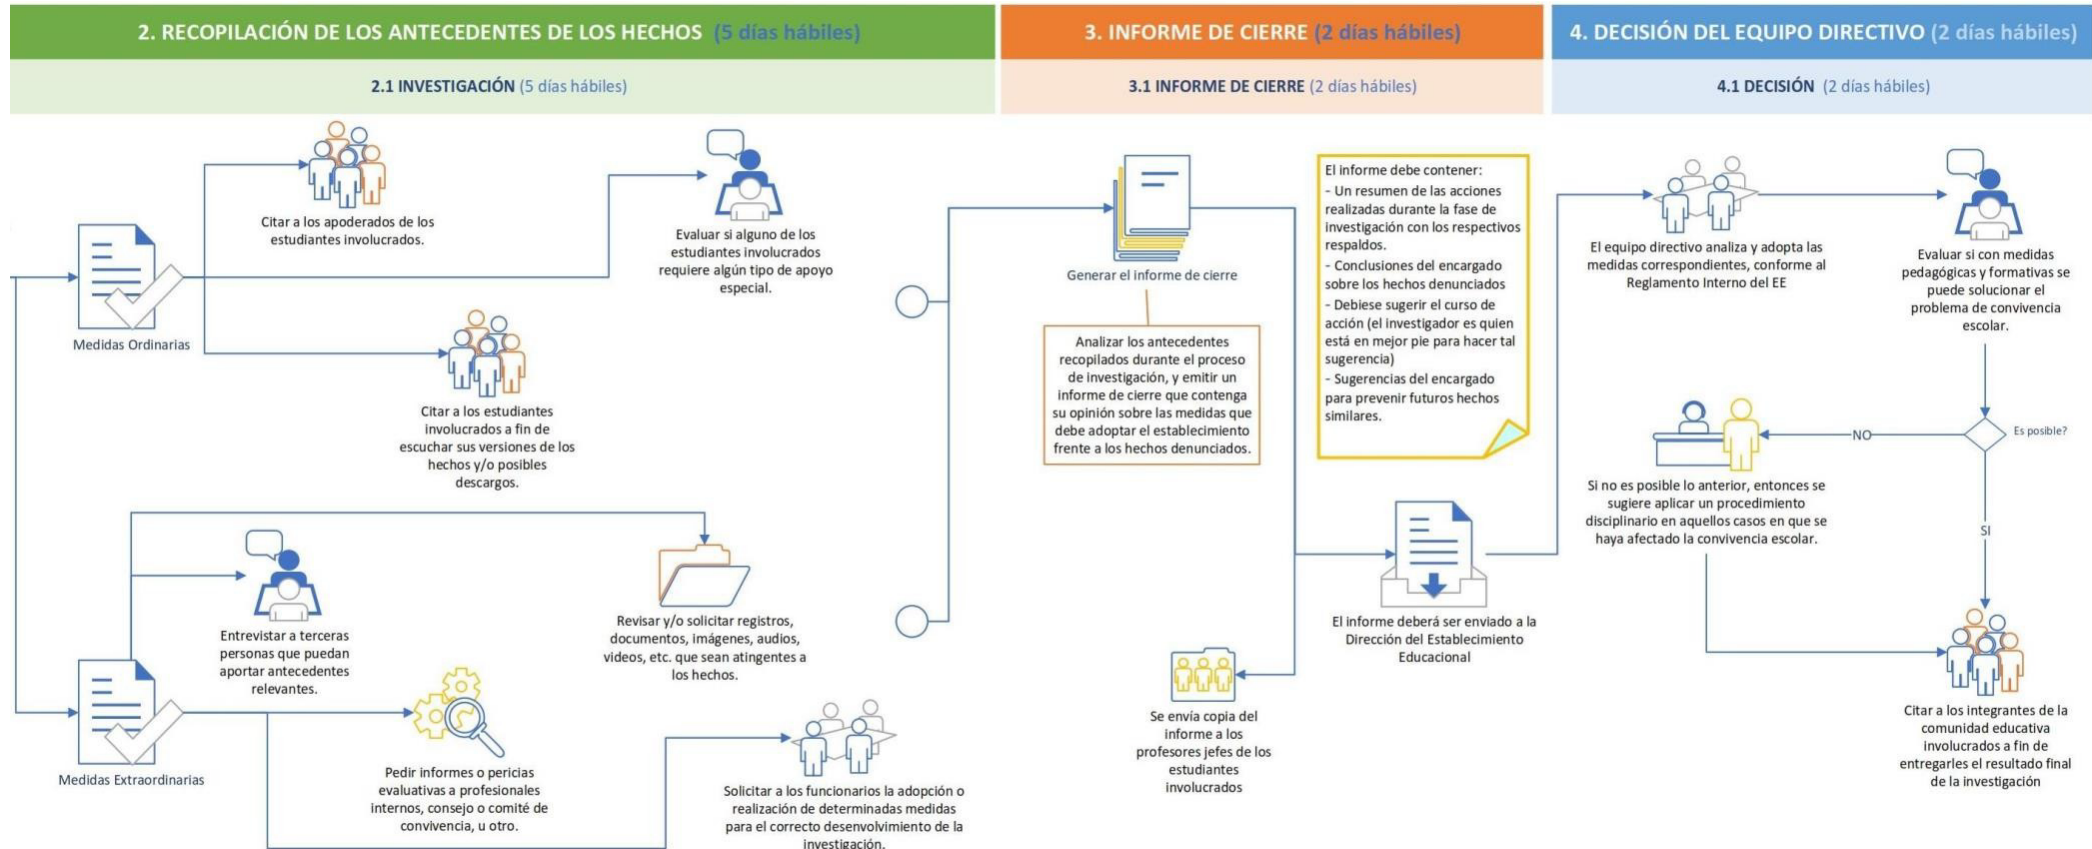 2. RECOPILACIÓN DE LOS ANTECEDENTES DE LOS HECHOS (5 días hábiles)
2.1 INVESTIGACIÓN (5 días hábiles)
Citar a los apoderados de los
estudiantes involucrados.
Evaluar si alguno de los
estudiantes involucrados
requiere algún tipo de apoyo
especial.
Medidas Ordinarias
Citar a los estudiantes
involucrados a fin de
escuchar sus versiones de los
hechos y/o posibles
descargos.
Entrevistar a terceras
personas que puedan
aportar antecedentes
relevantes.
Revisar y/o solicitar registros,
documentos, imágenes, audios,
videos, etc. que sean atingentes a
los hechos.
Medidas Extraordinarias
Pedir informes o pericias
evaluativas a profesionales
internos, consejo o comité de
convivencia, u otro.
Solicitar a los funcionarios la adopción o
realización de determinadas medidas
para el correcto desenvolvimiento de la
investigación.
3. INFORME DE CIERRE (2 días hábiles)
3.1 INFORME DE CIERRE (2 días hábiles)
Generar el informe de cierre
Analizar los antecedentes
recopilados durante el proceso
de investigación, y emitir un
informe de cierre que contenga
su opinión sobre las medidas que
debe adoptar el establecimiento
frente a los hechos denunciados.
El informe debe contener:
- Un resumen de las acciones
realizadas durante la fase de
investigación con los respectivos
respaldos.
- Conclusiones del encargado
sobre los hechos denunciados
- Debiese sugerir el curso de
acción (el investigador es quien
está en mejor pie para hacer tal
sugerencia)
- Sugerencias del encargado
para prevenir futuros hechos
similares.
El informe deberá ser enviado a la
Dirección del Establecimiento
Educacional
Se envía copia del
informe a los
profesores jefes de los
estudiantes
involucrados
4. DECISIÓN DEL EQUIPO DIRECTIVO (2 días hábiles)
4.1 DECISIÓN (2 días hábiles)
El equipo directivo analiza y adopta las
medidas correspondientes, conforme al
Reglamento Interno del EE
Evaluar si con medidas
pedagógicas y formativas se
puede solucionar el
problema de convivencia
escolar.
Es posible?
NO
Si no es posible lo anterior, entonces se
sugiere aplicar un procedimiento
disciplinario en aquellos casos en que se
haya afectado la convivencia escolar.
SI
Citar a los integrantes de la
comunidad educativa
involucrados a fin de
entregarles el resultado final
de la investigación